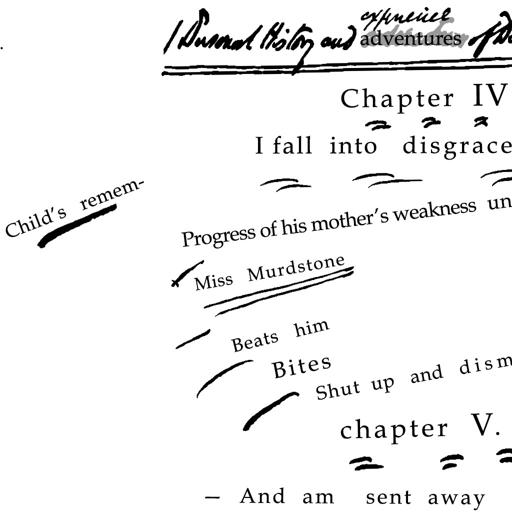 Personal History and experience adventures of D
Chapter IV
I fall into disgrace
Child's remem-
Progress of his mother's weakness un
Miss Murdstone
Beats him
Bites
Shut up and dism
chapter V.
– And am sent away